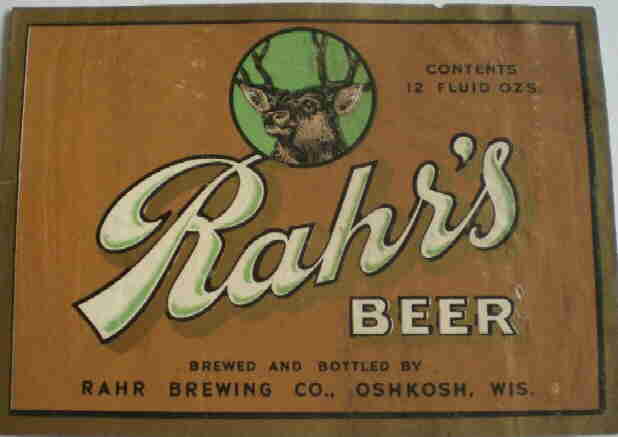 CONTENTS
12 FLUID OZS.
Rahr's
BEER
BREWED AND BOTTLED BY
RAHR BREWING CO., OSHKOSH, WIS.